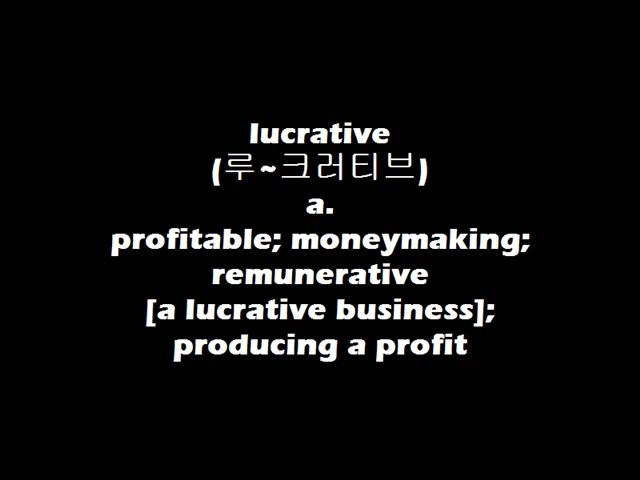 lucrative
(루~크러티브)
a.
profitable; moneymaking;
remunerative
[a lucrative business];
producing a profit